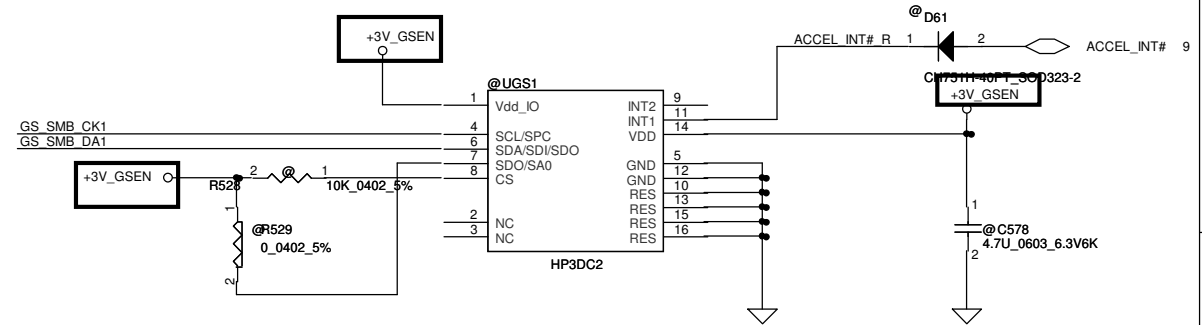 @ D61
+3V_GSEN
ACCEL_INT#_R 1 2 ACCEL_INT# 9
CH751H-40PT_SOD323-2
+3V_GSEN
@UGS1
1 Vdd_IO INT2 9
INT1 11
GS_SMB_CK1 4 SCL/SPC VDD 14
GS_SMB_DA1 6 SDA/SDI/SDO
7 SDO/SA0 GND 5
+3V_GSEN 2 @ 1 8 CS GND 12
R528 10K_0402_5% RES 10
RES 13
1 2 NC RES 15
@R529 3 NC RES 16
0_0402_5%
2
HP3DC2
1
@C578
4.7U_0603_6.3V6K
2